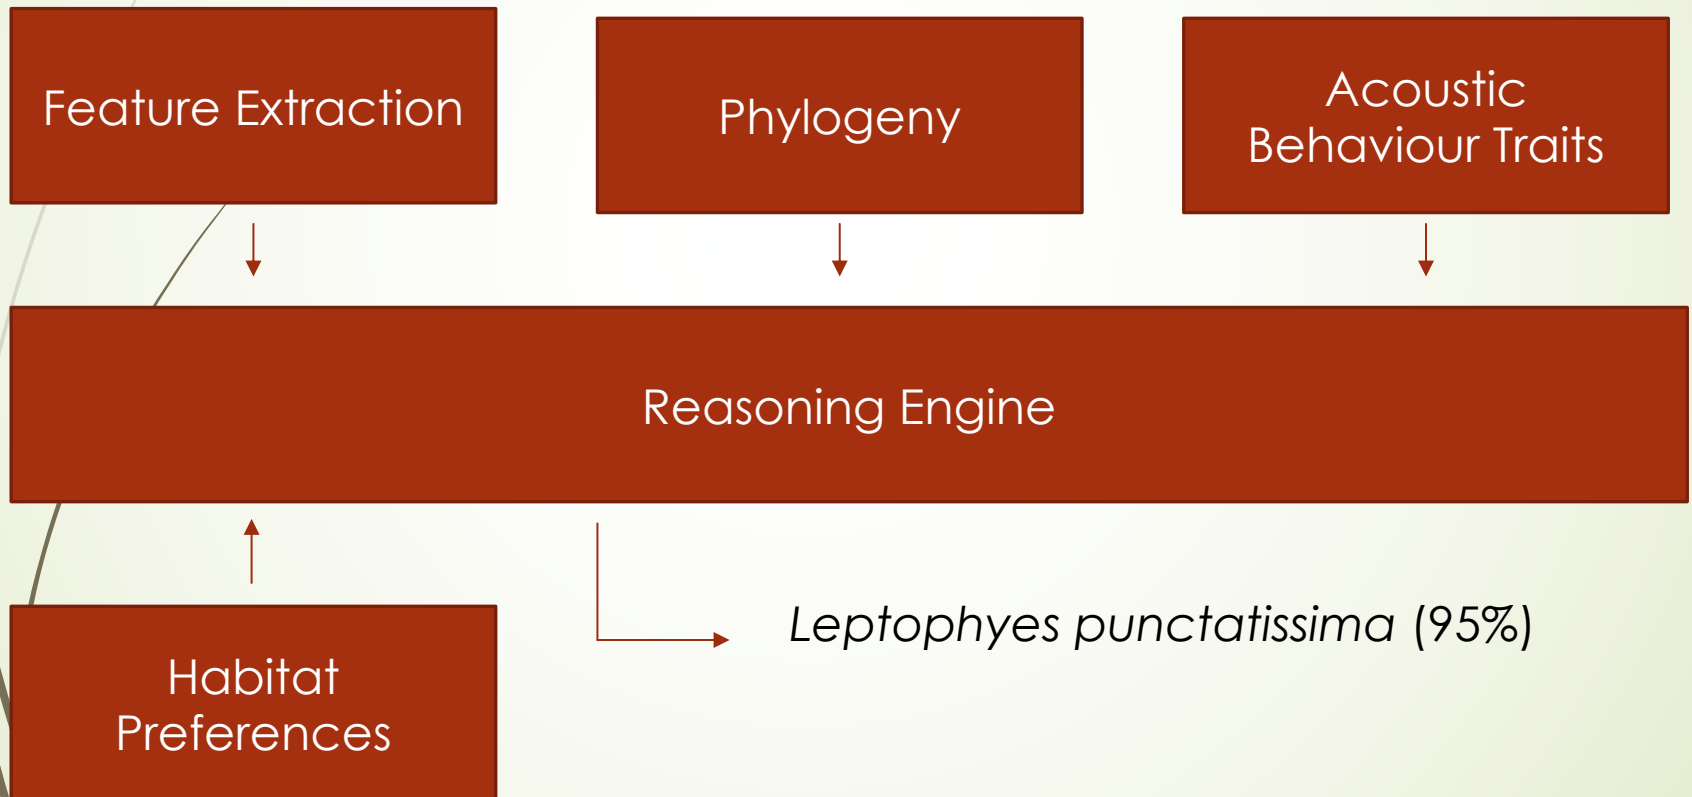 Feature Extraction
Phylogeny
Acoustic
Behaviour Traits
Reasoning Engine
Leptophyes punctatissima (95%)
Habitat
Preferences